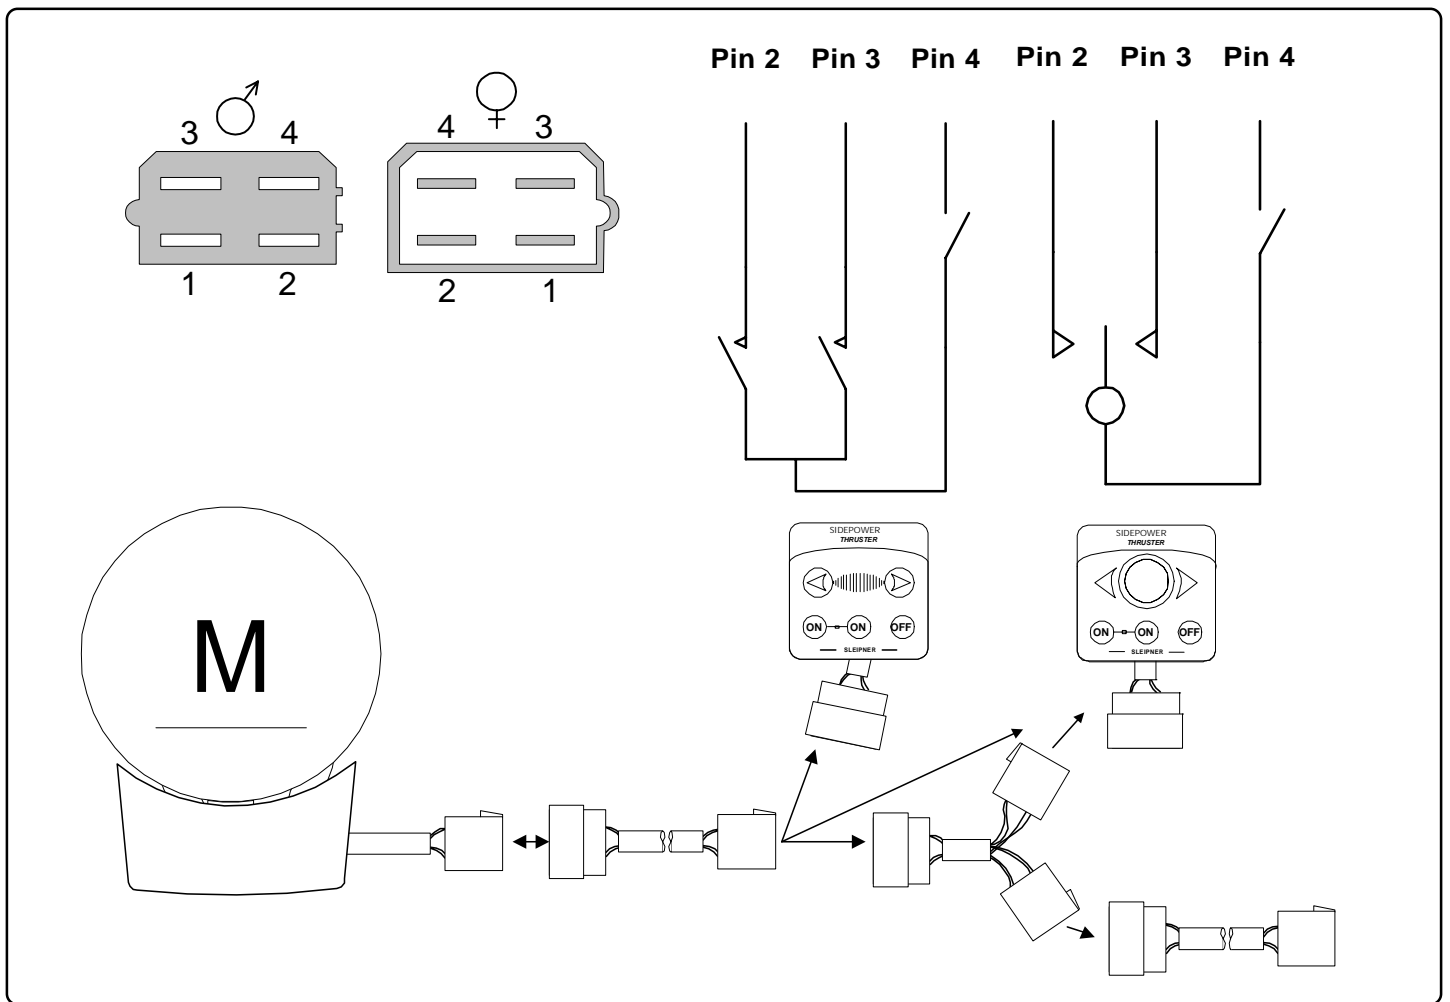 Pin 2 Pin 3 Pin 4 Pin 2 Pin 3 Pin 4
3 4
4 3
1 2
2 1
SIDEPOWER
THRUSTER
ON ON OFF
SLEIPNER
SIDEPOWER
THRUSTER
ON ON OFF
SLEIPNER
M